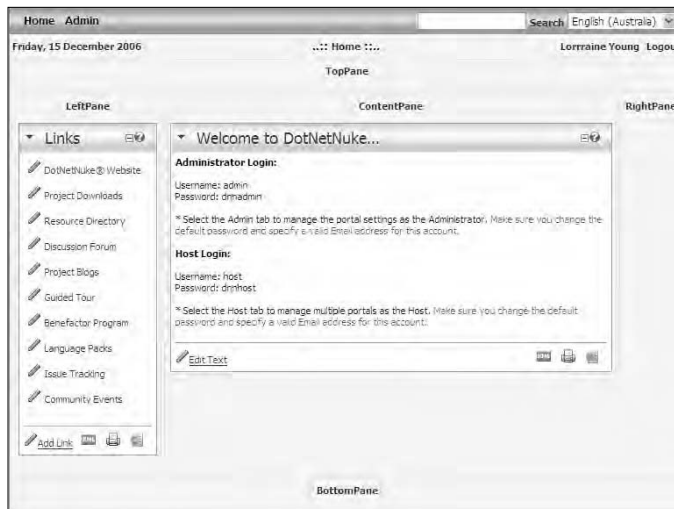 Home Admin Search English (Australia)
Friday, 15 December 2006 ..:: Home ::.. Lorrraine Young Logou
TopPane
LeftPane ContentPane RightPane
Links
DotNetNuke® Website
Project Downloads
Resource Directory
Discussion Forum
Project Blogs
Guided Tour
Benefactor Program
Language Packs
Issue Tracking
Community Events
Add Link XML
Welcome to DotNetNuke...
Administrator Login:
Username: admin
Password: dnnadmin
* Select the Admin tab to manage the portal settings as the Administrator. Make sure you change the
default password and specify a valid Email address for this account.
Host Login:
Username: host
Password: dnnhost
* Select the Host tab to manage multiple portals as the Host. Make sure you change the default
password and specify a valid Email address for this account.
Edit Text XML
BottomPane